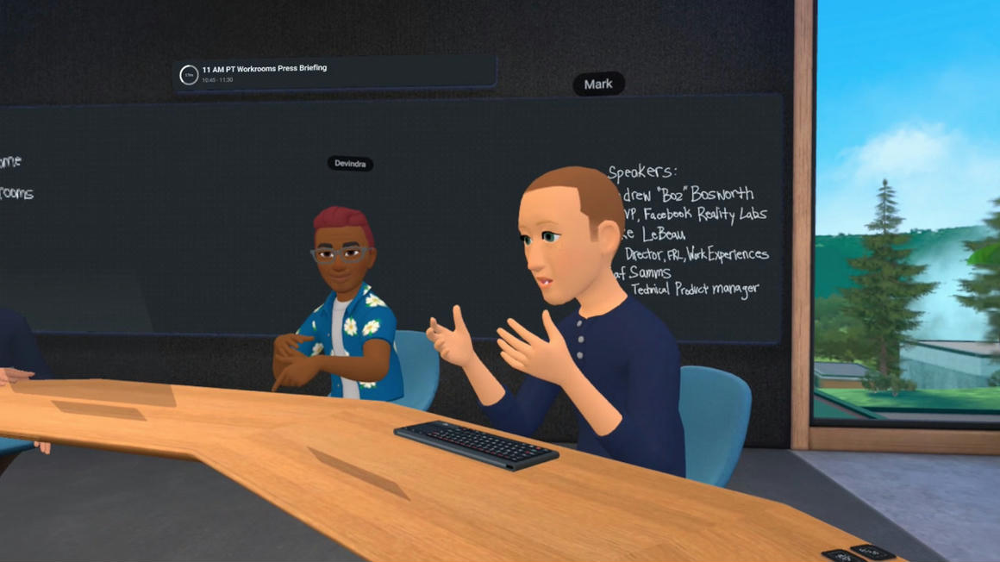 11 AM PT Workrooms Press Briefing
10:45 - 11:30
Mark
Devindra
ome
rooms
Speakers:
drew "Boz" Bosworth
VP, Facebook Reality Labs
ke LeBeau
Director, FRL, Work Experiences
af Samms
Technical Product manager